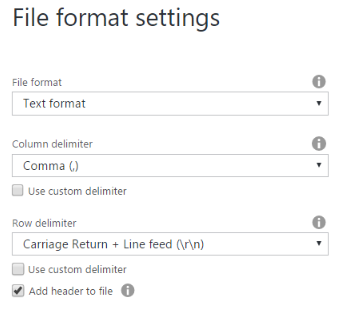 File format settings
File format
Text format
Column delimiter
Comma (,)
Use custom delimiter
Row delimiter
Carriage Return + Line feed (\r\n)
Use custom delimiter
Add header to file